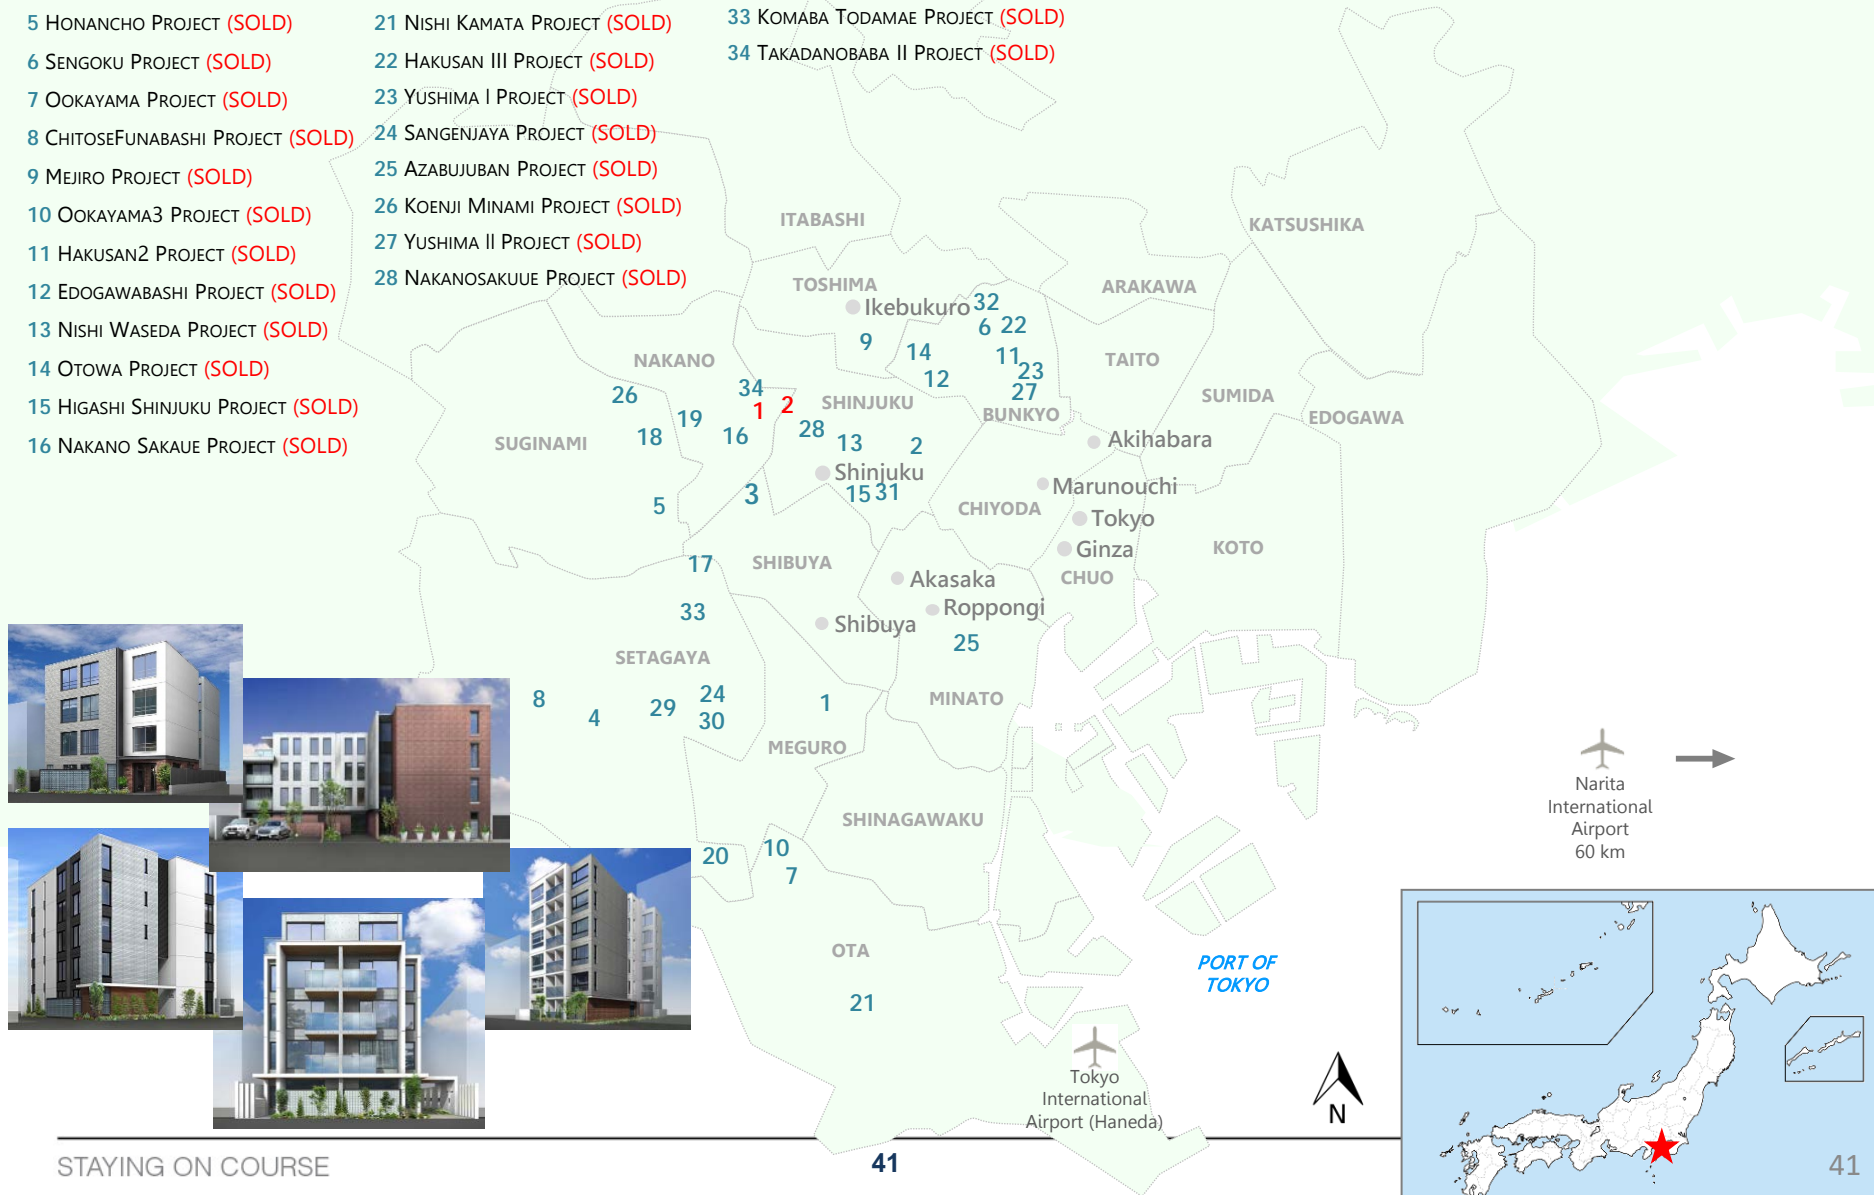 5 Honancho Project (SOLD)
6 Sengoku Project (SOLD)
7 Ookayama Project (SOLD)
8 ChitoseFunabashi Project (SOLD)
9 Mejiro Project (SOLD)
10 Ookayama3 Project (SOLD)
11 Hakusan2 Project (SOLD)
12 Edogawabashi Project (SOLD)
13 Nishi Waseda Project (SOLD)
14 Otowa Project (SOLD)
15 Higashi Shinjuku Project (SOLD)
16 Nakano Sakaue Project (SOLD)
21 Nishi Kamata Project (SOLD)
22 Hakusan III Project (SOLD)
23 Yushima I Project (SOLD)
24 Sangenjaya Project (SOLD)
25 Azabujuban Project (SOLD)
26 Koenji Minami Project (SOLD)
27 Yushima II Project (SOLD)
28 Nakanosakuue Project (SOLD)
33 Komaba Todamae Project (SOLD)
34 Takadanobaba II Project (SOLD)
ITABASHI
KATSUSHIKA
TOSHIMA
ARAKAWA
Ikebukuro
32
6
22
9
14
11
23
12
27
NAKANO
TAITO
26
34
1
2
SHINJUKU
BUNKYO
SUMIDA
EDOGAWA
19
18
16
28
13
2
SUGINAMI
Akihabara
Shinjuku
15
31
3
5
Marunouchi
CHIYODA
Tokyo
Ginza
KOTO
CHUO
17
SHIBUYA
Akasaka
Roppongi
33
Shibuya
25
SETAGAYA
8
4
29
24
30
1
MINATO
MEGURO
Narita
International
Airport
60 km
SHINAGAWAKU
20
10
7
OTA
21
PORT OF
TOKYO
Tokyo
International
Airport (Haneda)
N
STAYING ON COURSE
41
41